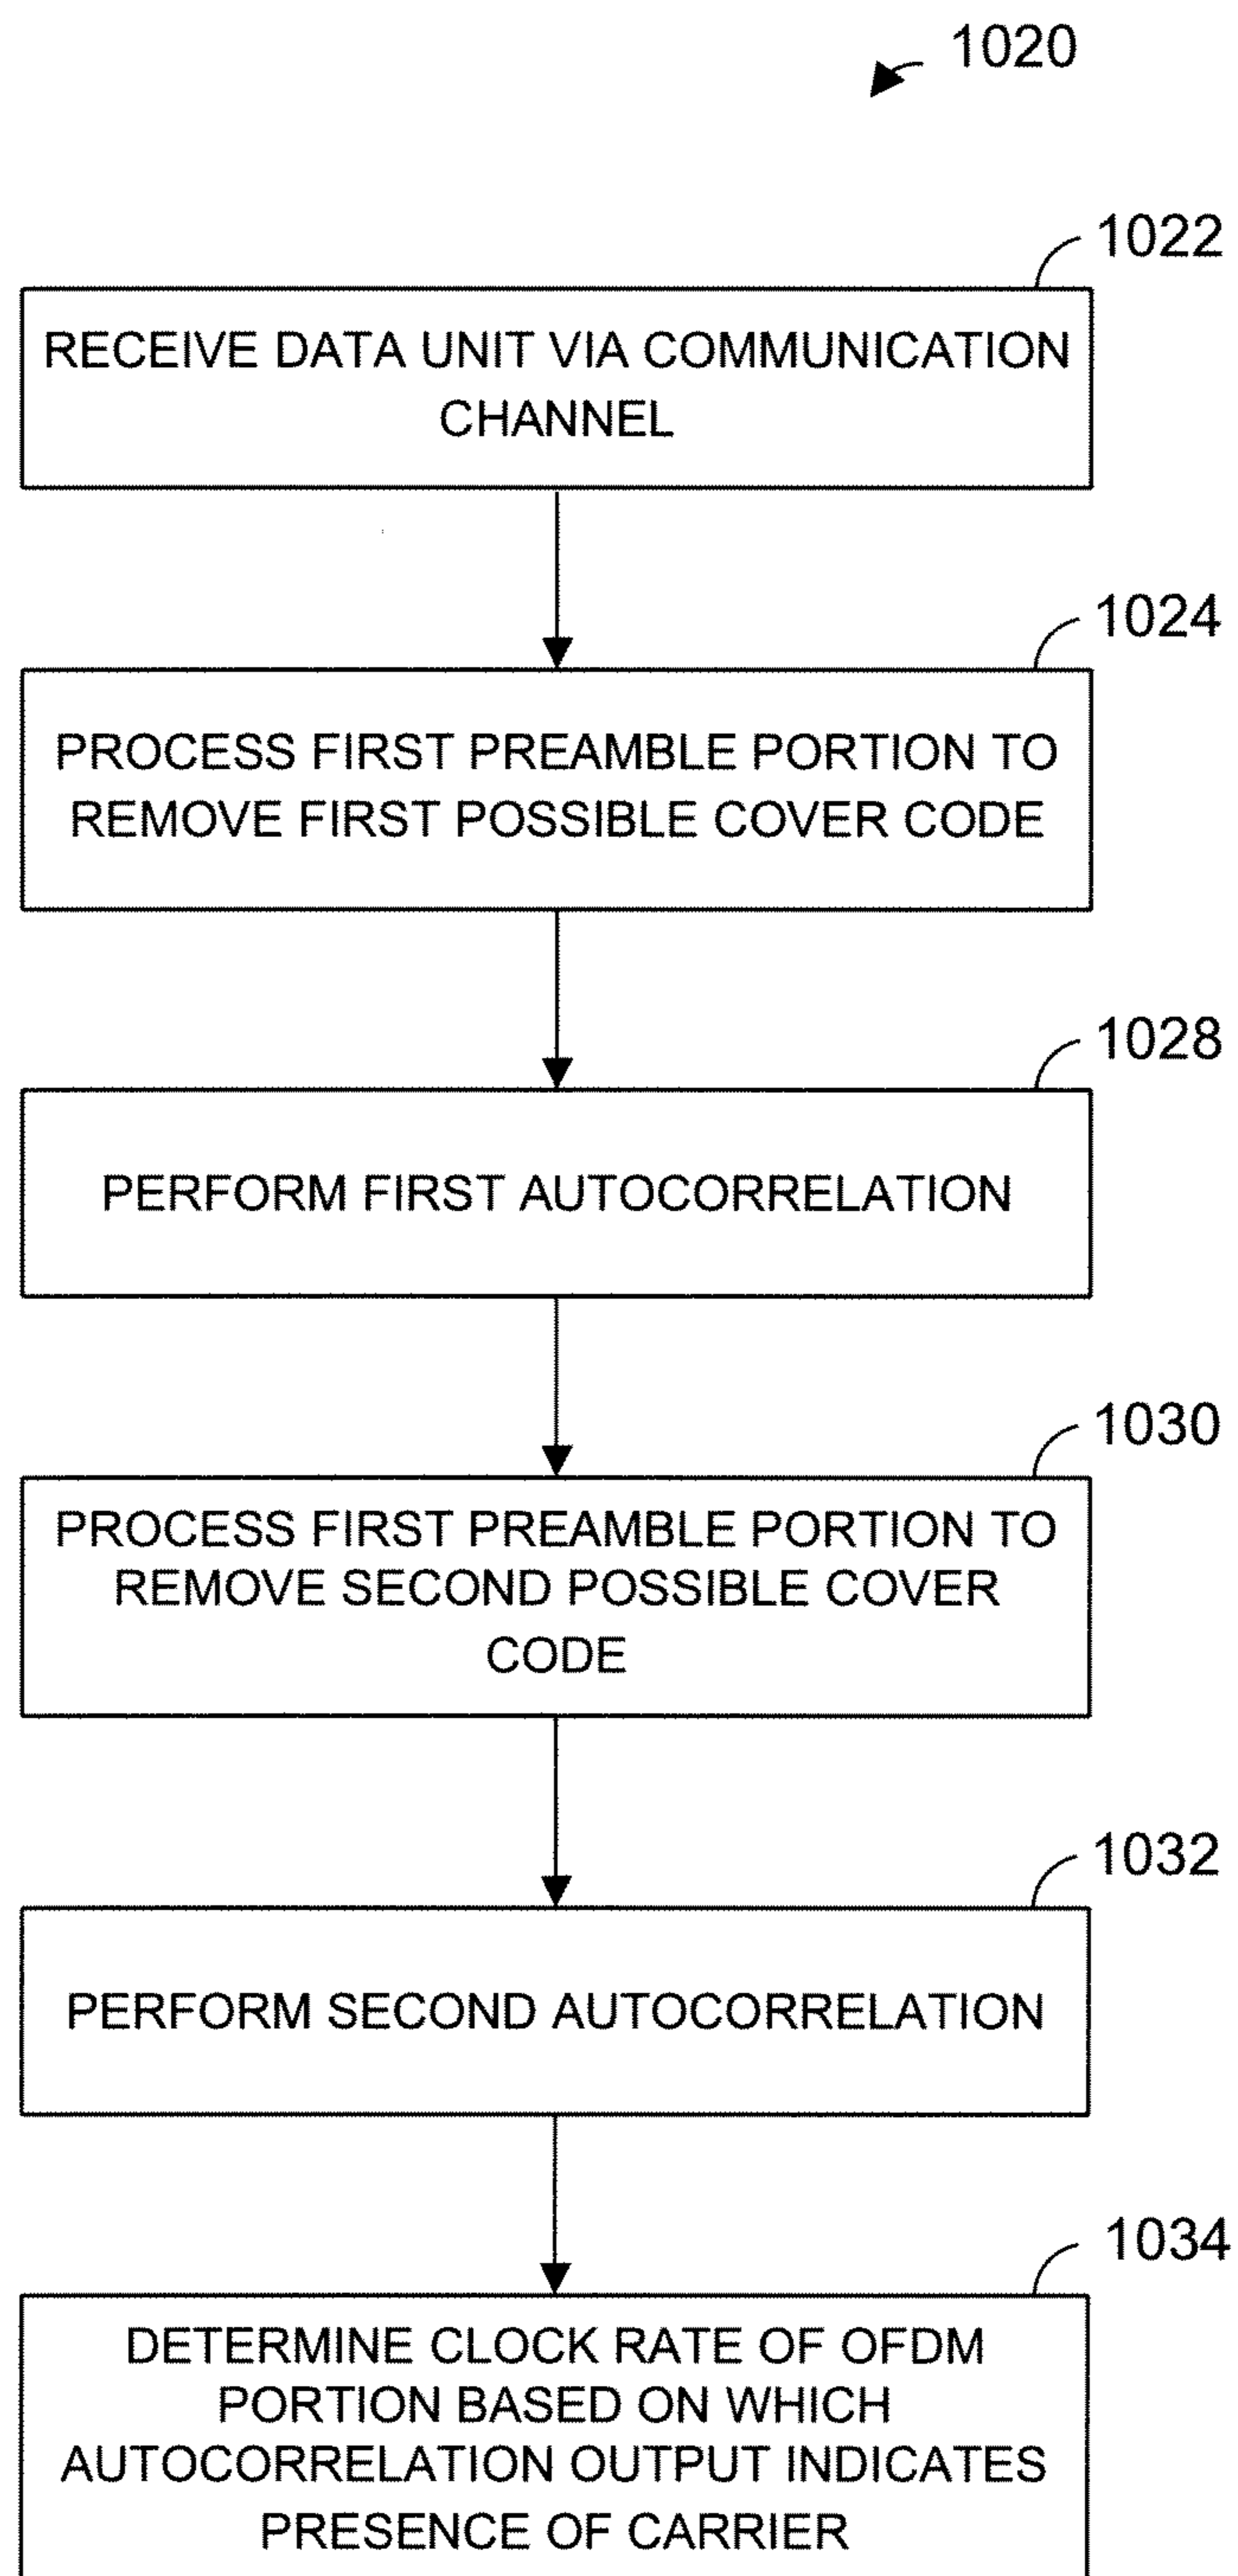 1020
1022
RECEIVE DATA UNIT VIA COMMUNICATION
CHANNEL
1024
PROCESS FIRST PREAMBLE PORTION TO
REMOVE FIRST POSSIBLE COVER CODE
1028
PERFORM FIRST AUTOCORRELATION
1030
PROCESS FIRST PREAMBLE PORTION TO
REMOVE SECOND POSSIBLE COVER
CODE
1032
PERFORM SECOND AUTOCORRELATION
1034
DETERMINE CLOCK RATE OF OFDM
PORTION BASED ON WHICH
AUTOCORRELATION OUTPUT INDICATES
PRESENCE OF CARRIER